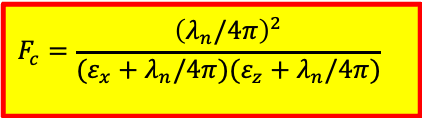 F_c = (λ_n/4π)² / (ε_x + λ_n/4π)(ε_z + λ_n/4π)